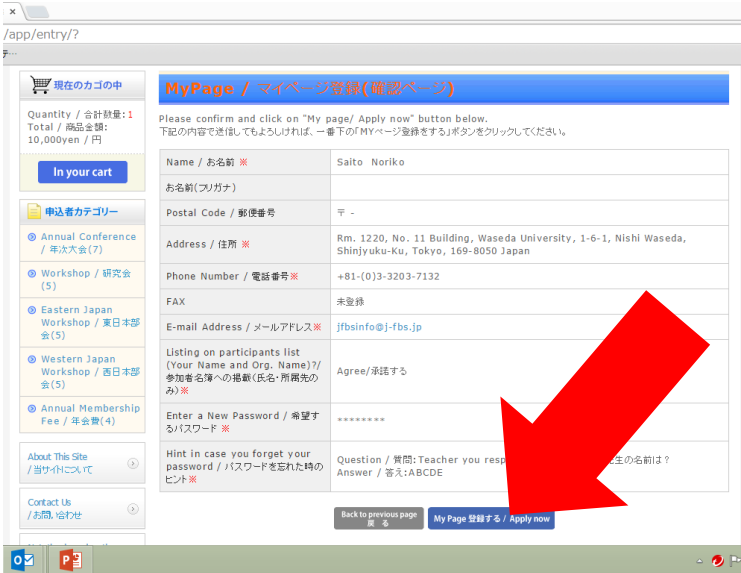 ×
/app/entry/?
現在のカゴの中
Quantity / 合計数量:1
Total / 商品金額:
10,000yen / 円
In your cart
申込者カテゴリー
Annual Conference
/ 年次大会(7)
Workshop / 研究会
(5)
Eastern Japan
Workshop / 東日本部
会(5)
Western Japan
Workshop / 西日本部
会(5)
Annual Membership
Fee / 年会費(4)
About This Site
/当サイトについて
Contact Us
/お問い合わせ
MyPage / マイページ登録(確認ページ)
Please confirm and click on "My page/ Apply now" button below.
下記の内容で送信してもよろしければ、一番下の「MYページ登録をする」ボタンをクリックしてください。
Name / お名前 ※
Saito Noriko
お名前(フリガナ)
Postal Code / 郵便番号
〒 -
Address / 住所 ※
Rm. 1220, No. 11 Building, Waseda University, 1-6-1, Nishi Waseda,
Shinjyuku-Ku, Tokyo, 169-8050 Japan
Phone Number / 電話番号※
+81-(0)3-3203-7132
FAX
未登録
E-mail Address / メールアドレス※
jfbsinfo@j-fbs.jp
Listing on participants list
(Your Name and Org. Name)?/
参加者名簿への掲載(氏名・所属先の
み)※
Agree/承諾する
Enter a New Password / 希望す
るパスワード ※
********
Hint in case you forget your
password / パスワードを忘れた時の
ヒント※
Question / 質問:Teacher you 生の名前は？
Answer / 答え:ABCDE
Back to previous page
戻 る
My Page 登録する / Apply now